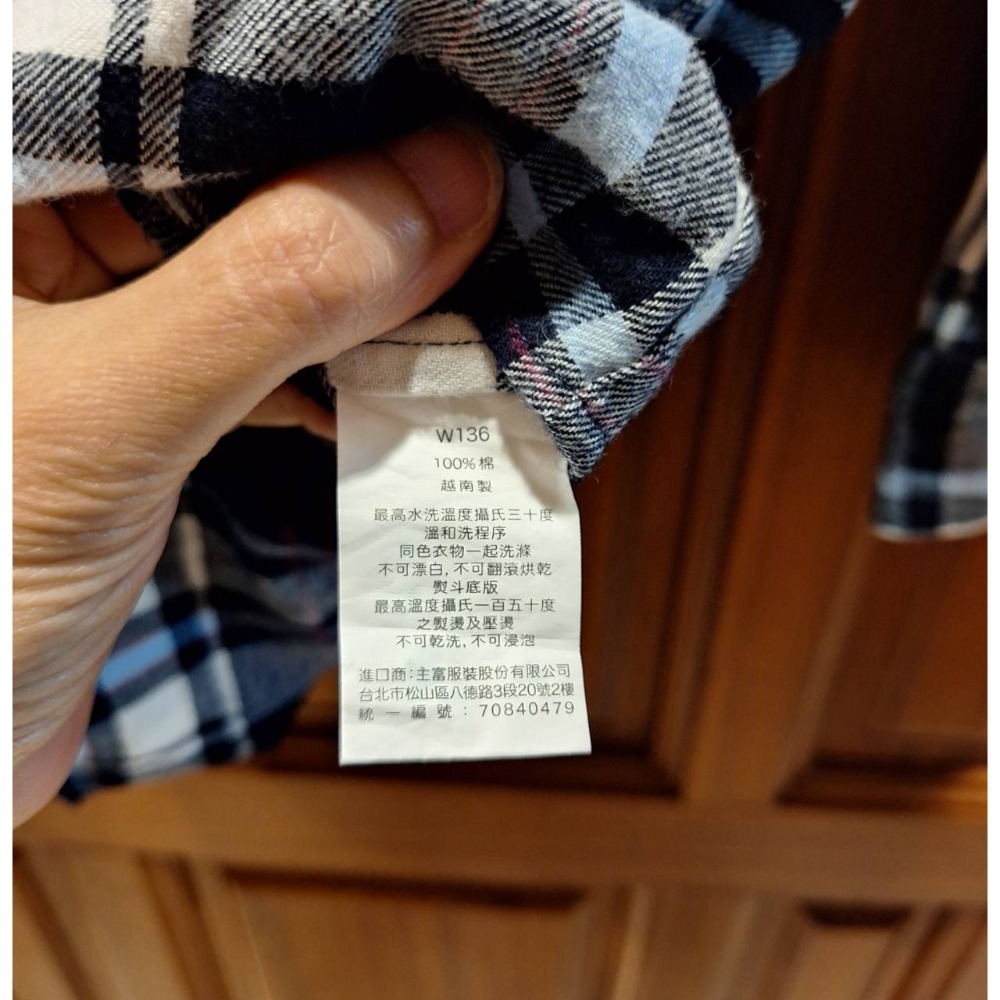 W136
100%棉
越南製
最高水洗溫度攝氏三十度
溫和洗程序
同色衣物一起洗滌
不可漂白,不可翻滾烘乾
熨斗底版
最高溫度攝氏一百五十度
之熨燙及壓燙
不可乾洗,不可浸泡
進口商:主富服裝股份有限公司
台北市松山區八德路3段20號2樓
統一編號:70840479